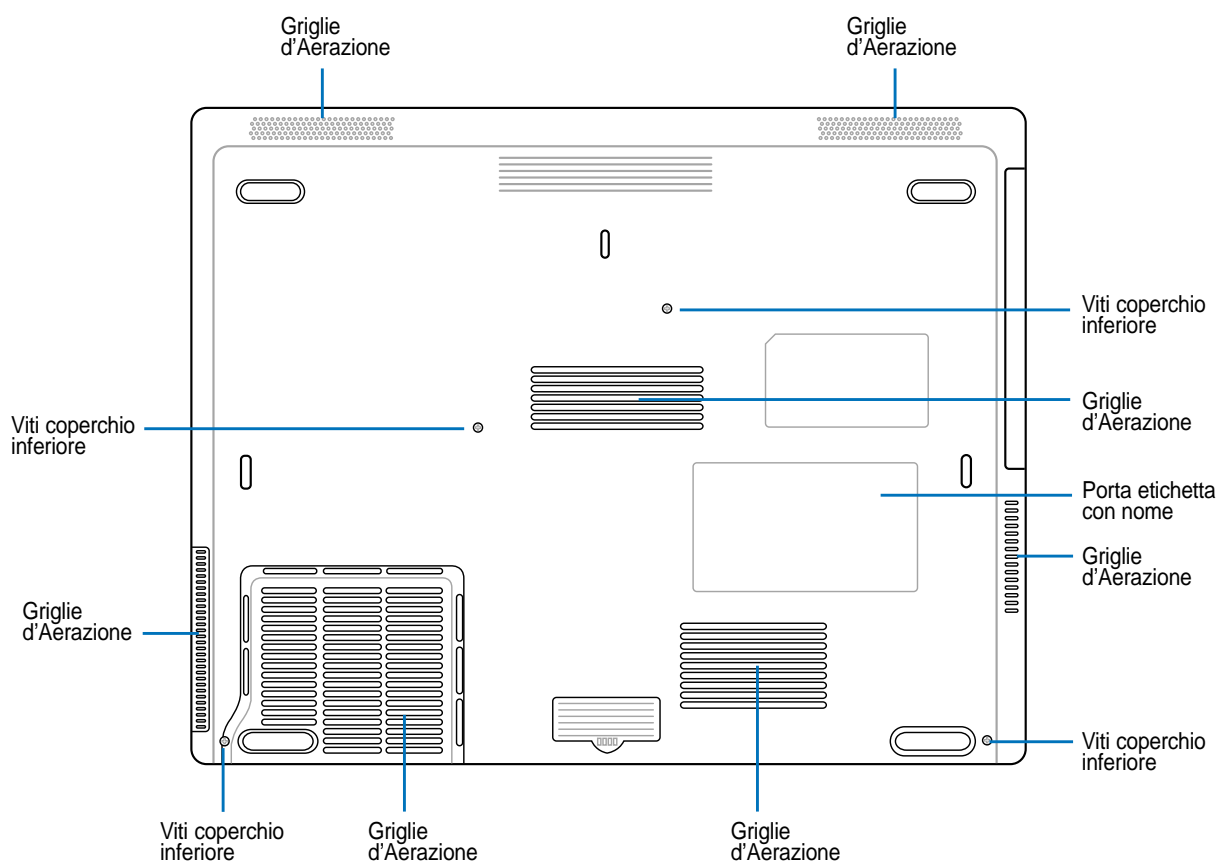 Griglie
d’Aerazione
Griglie
d’Aerazione
Viti coperchio
inferiore
Griglie
d’Aerazione
Viti coperchio
inferiore
Porta etichetta
con nome
Griglie
d’Aerazione
Griglie
d’Aerazione
Viti coperchio
inferiore
Viti coperchio
inferiore
Griglie
d’Aerazione
Griglie
d’Aerazione